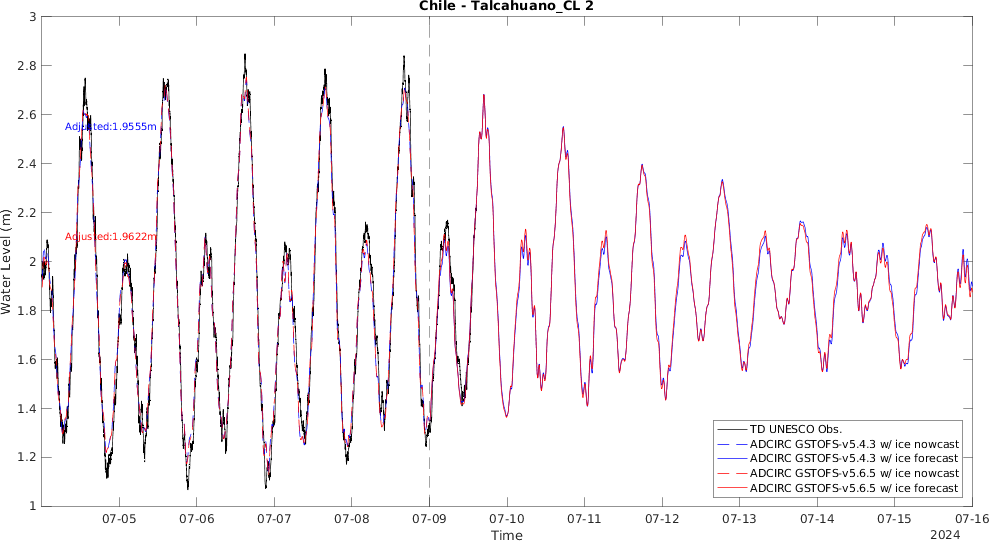 Chile - Talcahuano_CL 2
3
2.8
2.6
2.4
2.2
2
1.8
1.6
1.4
1.2
1
Water Level (m)
Adjusted:1.9555m
Adjusted:1.9622m
TD UNESCO Obs.
ADCIRC GSTOFS-v5.4.3 w/ ice nowcast
ADCIRC GSTOFS-v5.4.3 w/ ice forecast
ADCIRC GSTOFS-v5.6.5 w/ ice nowcast
ADCIRC GSTOFS-v5.6.5 w/ ice forecast
07-05 07-06 07-07 07-08 07-09 07-10 07-11 07-12 07-13 07-14 07-15 07-16
Time
2024